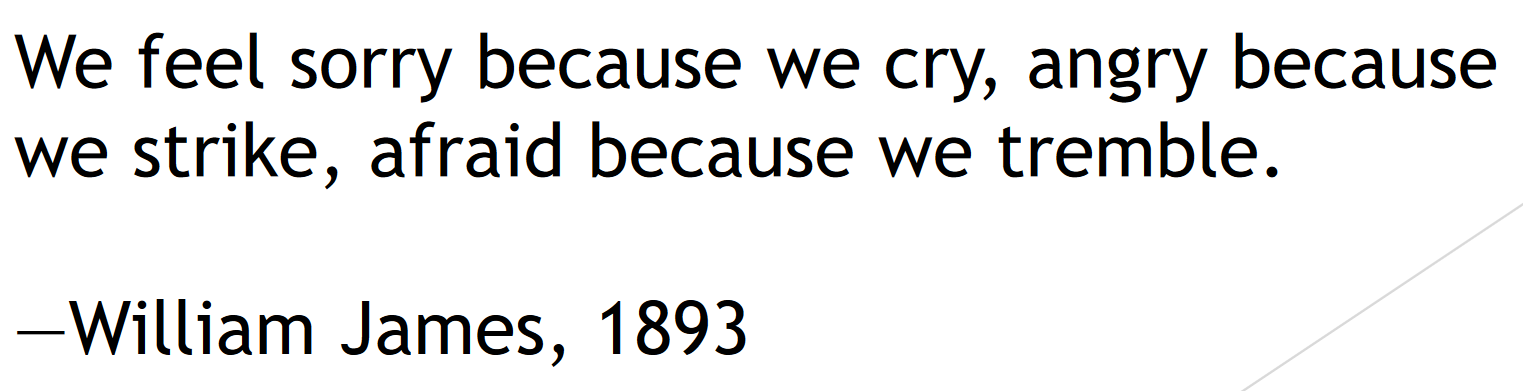 We feel sorry because we cry, angry because
we strike, afraid because we tremble.
—William James, 1893